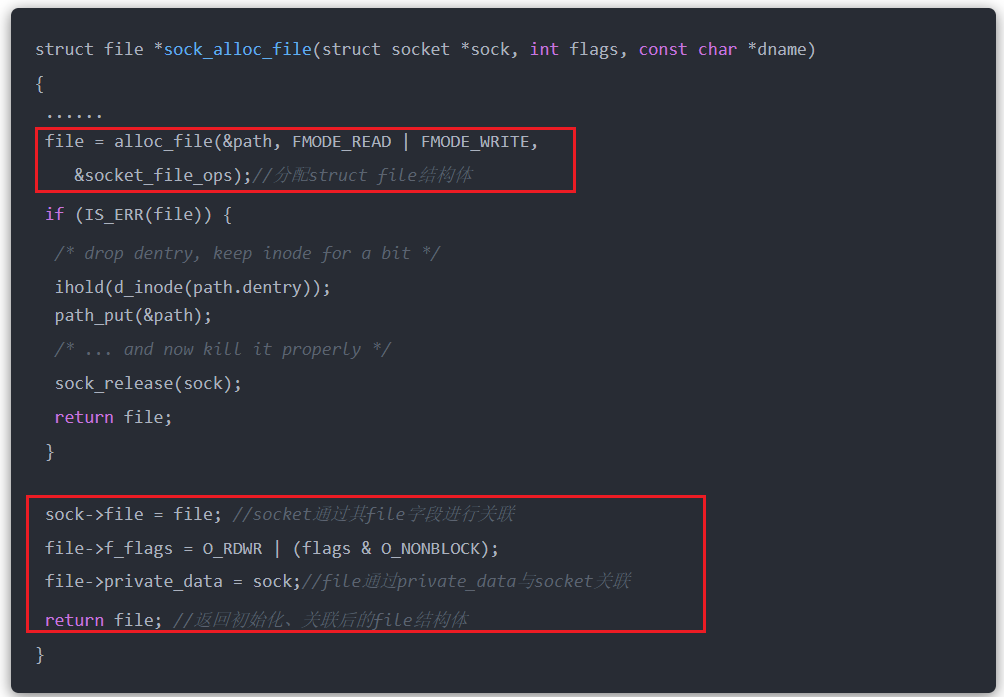 struct file *sock_alloc_file(struct socket *sock, int flags, const char *dname)
{
......
file = alloc_file(&path, FMODE_READ | FMODE_WRITE,
&socket_file_ops);//分配struct file结构体
if (IS_ERR(file)) {
/* drop dentry, keep inode for a bit */
ihold(d_inode(path.dentry));
path_put(&path);
/* ... and now kill it properly */
sock_release(sock);
return file;
}
sock->file = file; //socket通过其file字段进行关联
file->f_flags = O_RDWR | (flags & O_NONBLOCK);
file->private_data = sock;//file通过private_data与socket关联
return file; //返回初始化、关联后的file结构体
}